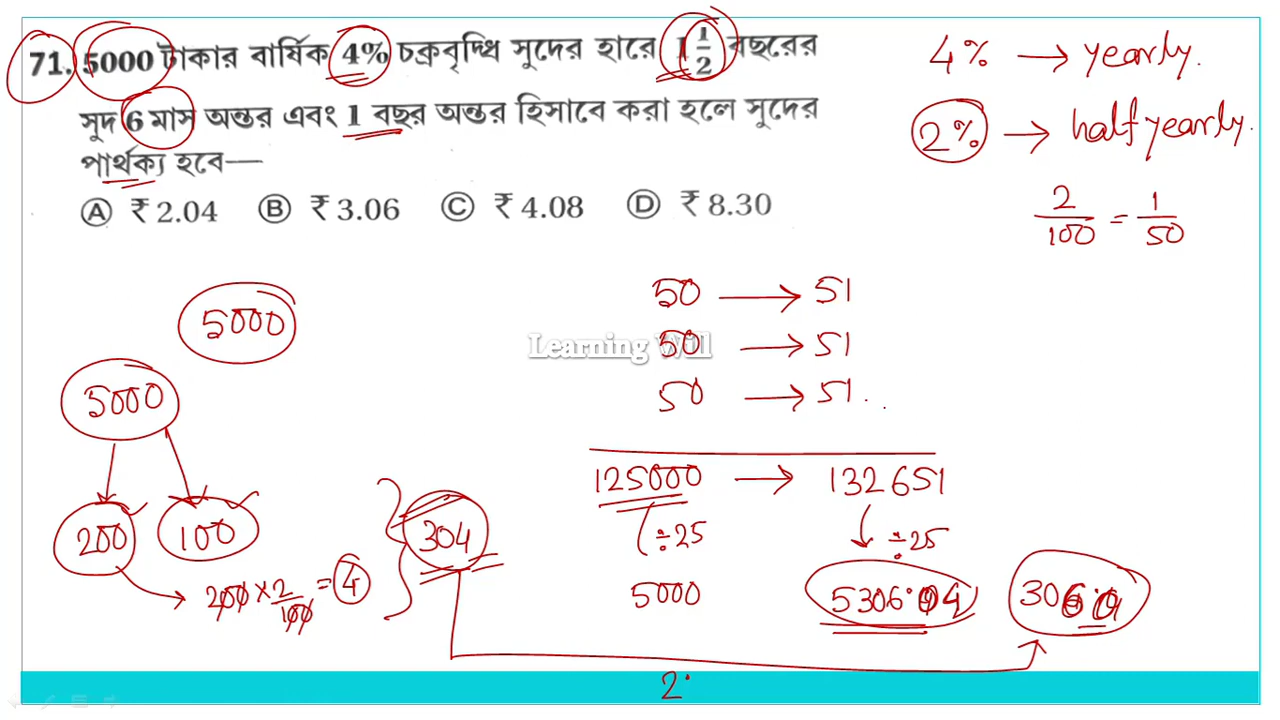 71. 5000 টাকার বার্ষিক 4% চক্রবৃদ্ধি সুদের হারে 1 1/2 বছরের
সুদ 6 মাস অন্তর এবং 1 বছর অন্তর হিসাবে করা হলে সুদের
পার্থক্য হবে—
Ⓐ ₹ 2.04 Ⓑ ₹ 3.06 Ⓒ ₹ 4.08 Ⓓ ₹ 8.30
4% → yearly.
2% → half yearly.
2/100 = 1/50
5000
5000
200 100
200 × 2/100 = 4
304
50 → 51
Learning Will
50 → 51
50 → 51.
125000 → 132651
÷25 ÷25
5000 5306.04 306.04
2.